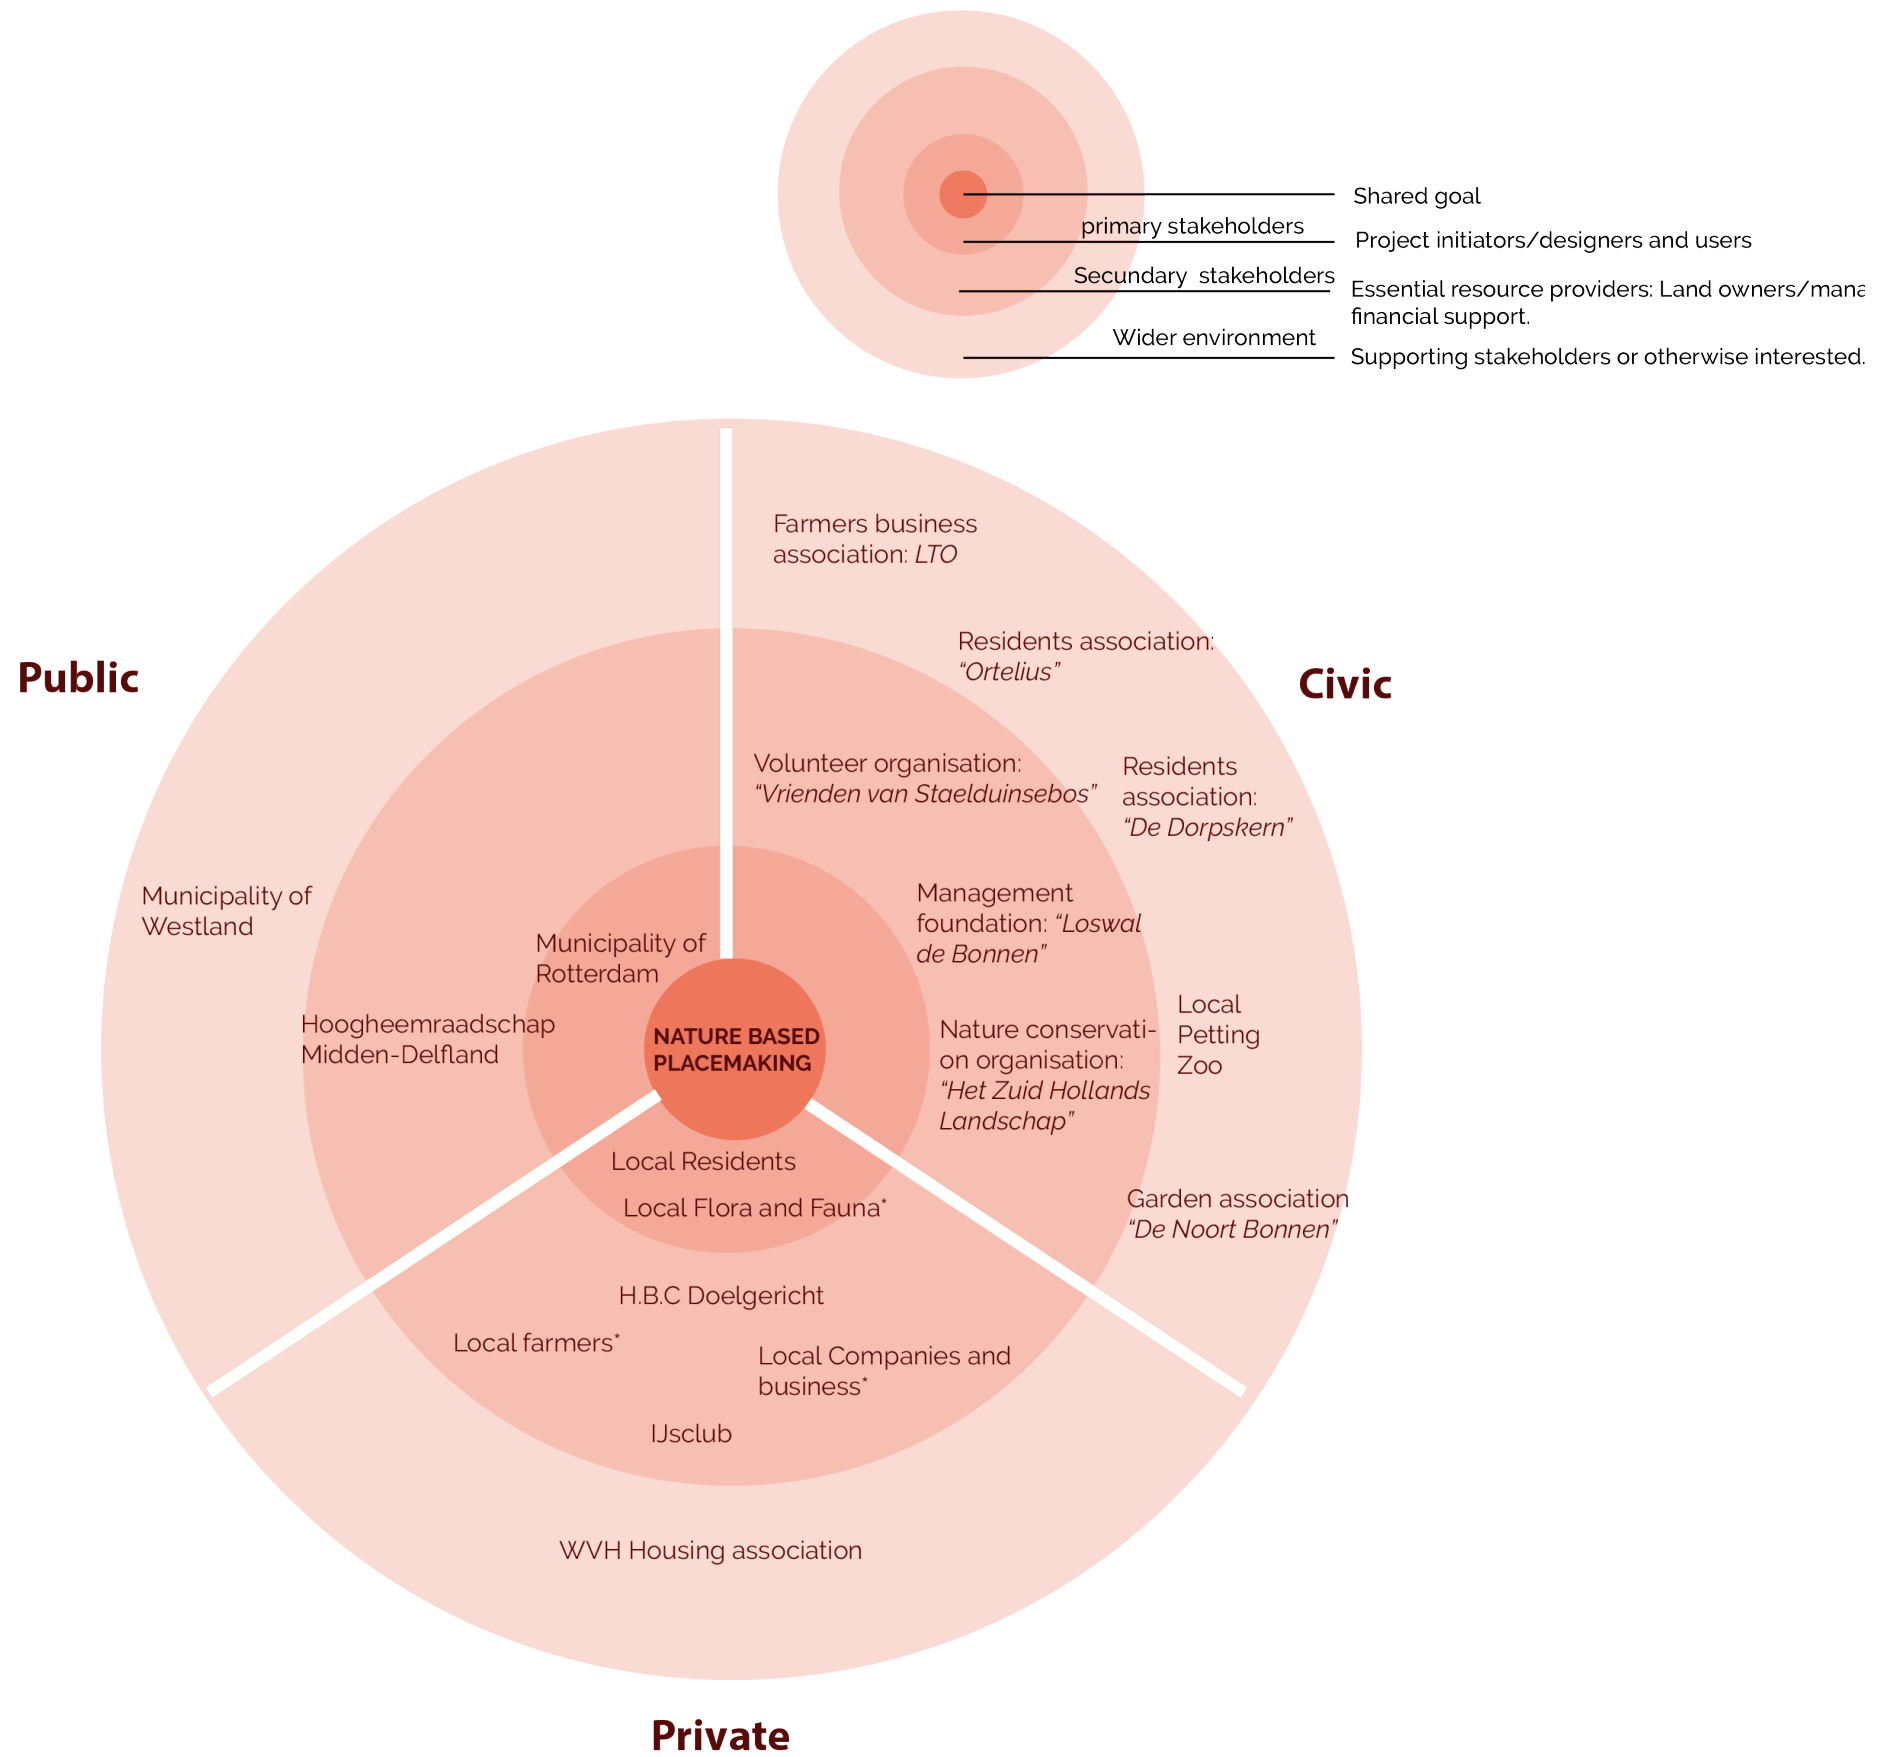 Shared goal
primary stakeholders
Project initiators/designers and users
Secundary stakeholders
Essential resource providers: Land owners/mana
financial support.
Wider environment
Supporting stakeholders or otherwise interested.
Public
Civic
Private
Farmers business
association: LTO
Residents association:
“Ortelius”
Volunteer organisation:
“Vrienden van Staelduinsebos”
Residents
association:
“De Dorpskern”
Municipality of
Westland
Municipality of
Rotterdam
Management
foundation: “Loswal
de Bonnen”
Hoogheemraadschap
Midden-Delfland
NATURE BASED
PLACEMAKING
Nature conservati-
on organisation:
“Het Zuid Hollands
Landschap”
Local
Petting
Zoo
Garden association
“De Noort Bonnen”
Local Residents
Local Flora and Fauna*
H.B.C Doelgericht
Local farmers*
Local Companies and
business*
IJsclub
WVH Housing association